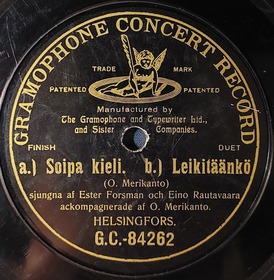 GRAMOPHONE CONCERT RECORD
TRADE MARK
PATENTED PATENTED
Manufactured by
The Gramophone and Typewriter Ltd.,
and Sister Companies.
FINISH DUET
a.) Soipa kieli. b.) Leikitäänkö
(O. Merikanto)
sjungna af Ester Forsman och Eino Rautavaara
ackompagnerade af O. Merikanto.
HELSINGFORS.
G.C.-84262